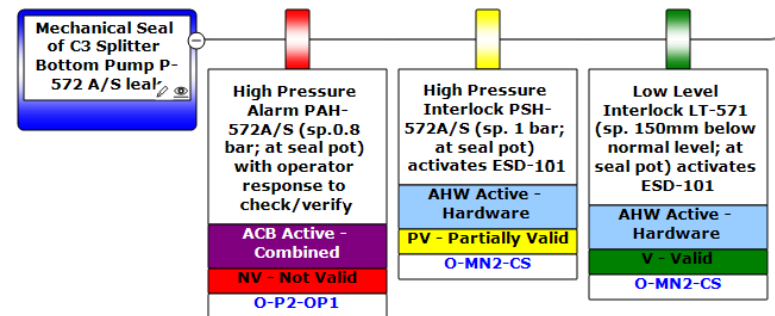 Mechanical Seal
of C3 Splitter
Bottom Pump P-
572 A/S leak
High Pressure
Alarm PAH-
572A/S (sp.0.8
bar; at seal pot)
with operator
response to
check/verify
ACB Active -
Combined
NV - Not Valid
O-P2-OP1
High Pressure
Interlock PSH-
572A/S (sp. 1 bar;
at seal pot)
activates ESD-101
AHW Active -
Hardware
PV - Partially Valid
O-MN2-CS
Low Level
Interlock LT-571
(sp. 150mm below
normal level; at
seal pot) activates
ESD-101
AHW Active -
Hardware
V - Valid
O-MN2-CS